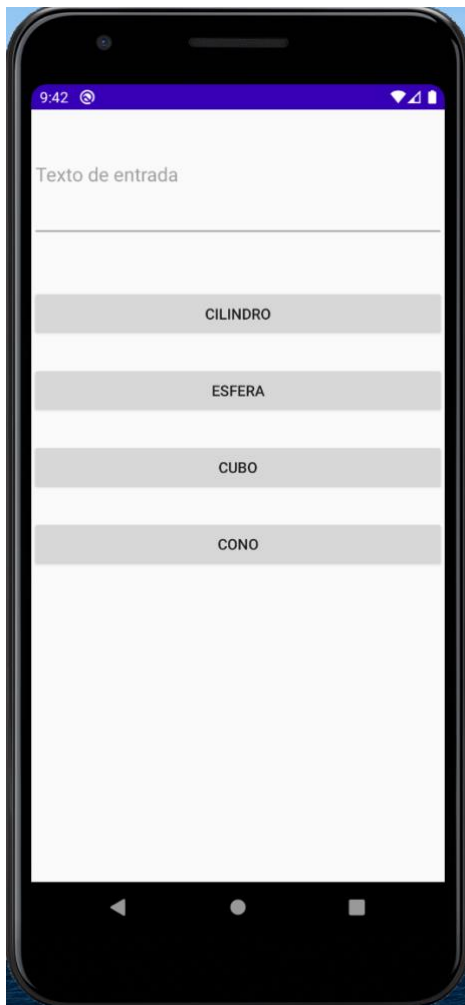 9:42
Texto de entrada
CILINDRO
ESFERA
CUBO
CONO